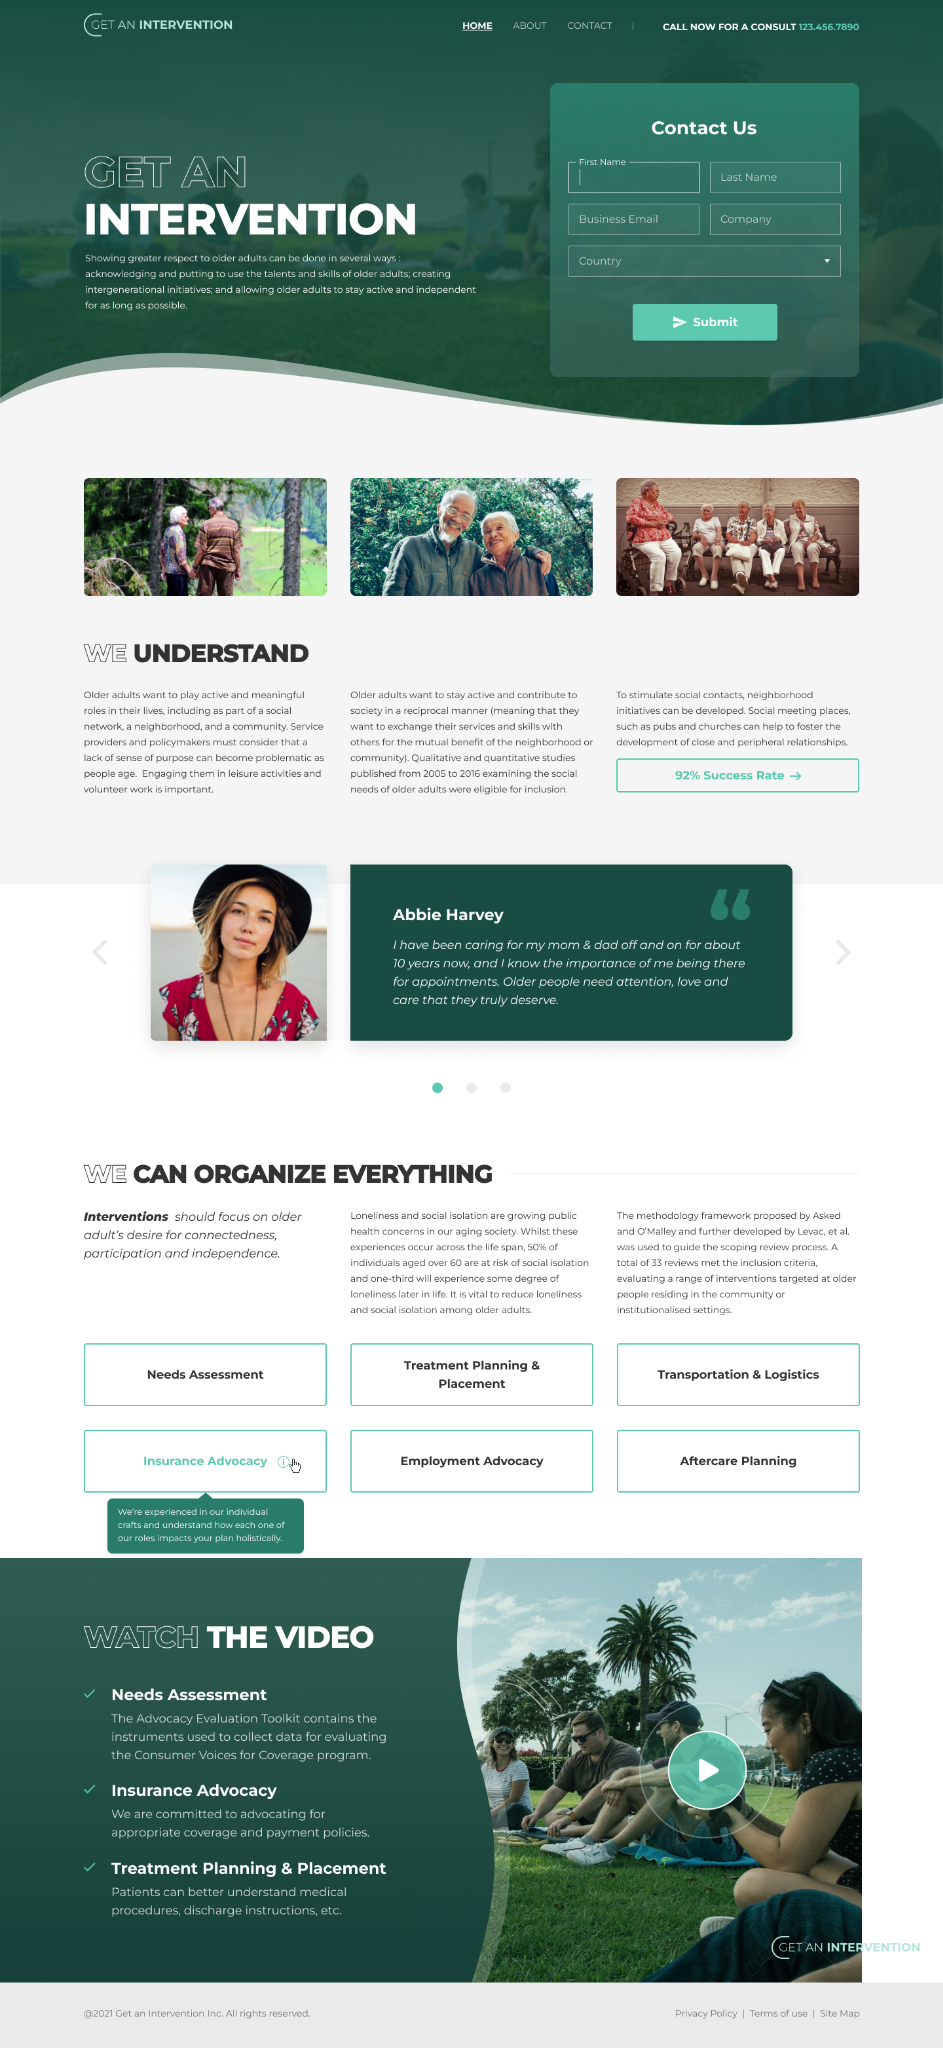 GET AN INTERVENTION
HOME ABOUT CONTACT | CALL NOW FOR A CONSULT 123.456.7890
GET AN
INTERVENTION
Showing greater respect to older adults can be done in several ways :
acknowledging and putting to use the talents and skills of older adults; creating
intergenerational initiatives; and allowing older adults to stay active and independent
for as long as possible.
Contact Us
First Name
Last Name
Business Email
Company
Country
Submit
WE UNDERSTAND
Older adults want to play active and meaningful
roles in their lives, including as part of a social
network, a neighborhood, and a community. Service
providers and policymakers must consider that a
lack of sense of purpose can become problematic as
people age.  Engaging them in leisure activities and
volunteer work is important.
Older adults want to stay active and contribute to
society in a reciprocal manner (meaning that they
want to exchange their services and skills with
others for the mutual benefit of the neighborhood or
community). Qualitative and quantitative studies
published from 2005 to 2016 examining the social
needs of older adults were eligible for inclusion.
To stimulate social contacts, neighborhood
initiatives can be developed. Social meeting places,
such as pubs and churches can help to foster the
development of close and peripheral relationships.
92% Success Rate →
“
Abbie Harvey
I have been caring for my mom & dad off and on for about
10 years now, and I know the importance of me being there
for appointments. Older people need attention, love and
care that they truly deserve.
WE CAN ORGANIZE EVERYTHING
Interventions  should focus on older
adult's desire for connectedness,
participation and independence.
Loneliness and social isolation are growing public
health concerns in our aging society. Whilst these
experiences occur across the life span, 50% of
individuals aged over 60 are at risk of social isolation
and one-third will experience some degree of
loneliness later in life. It is vital to reduce loneliness
and social isolation among older adults.
The methodology framework proposed by Asked
and O'Malley and further developed by Levac, et al.
was used to guide the scoping review process. A
total of 33 reviews met the inclusion criteria,
evaluating a range of interventions targeted at older
people residing in the community or
institutionalised settings.
Needs Assessment
Treatment Planning &
Placement
Transportation & Logistics
Insurance Advocacy
Employment Advocacy
Aftercare Planning
We're experienced in our individual
crafts and understand how each one of
our roles impacts your plan holistically.
WATCH THE VIDEO
Needs Assessment
The Advocacy Evaluation Toolkit contains the
instruments used to collect data for evaluating
the Consumer Voices for Coverage program.
Insurance Advocacy
We are committed to advocating for
appropriate coverage and payment policies.
Treatment Planning & Placement
Patients can better understand medical
procedures, discharge instructions, etc.
GET AN INTERVENTION
@2021 Get an Intervention Inc. All rights reserved.
Privacy Policy | Terms of use | Site Map